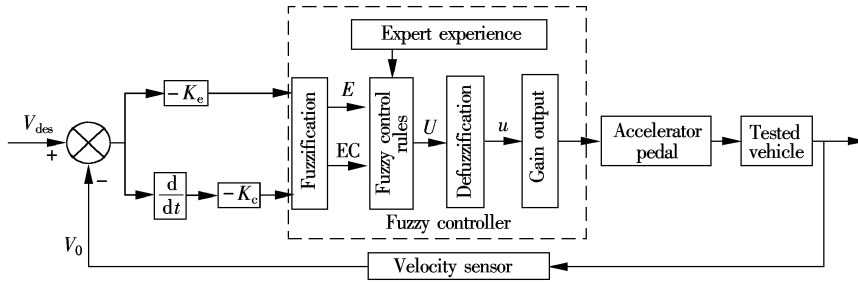 Expert experience
V_des
+
−
− K_e
d
dt
− K_c
Fuzzification
E
EC
Fuzzy control
rules
U
Defuzzification
u
Gain output
Fuzzy controller
Accelerator
pedal
Tested
vehicle
V_0
Velocity sensor